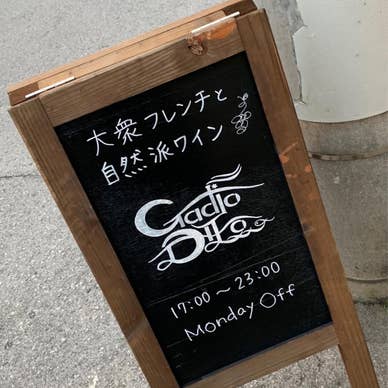 大衆フレンチと
自然派ワイン
Gadjo
Dilo
17:00～23:00
Monday Off